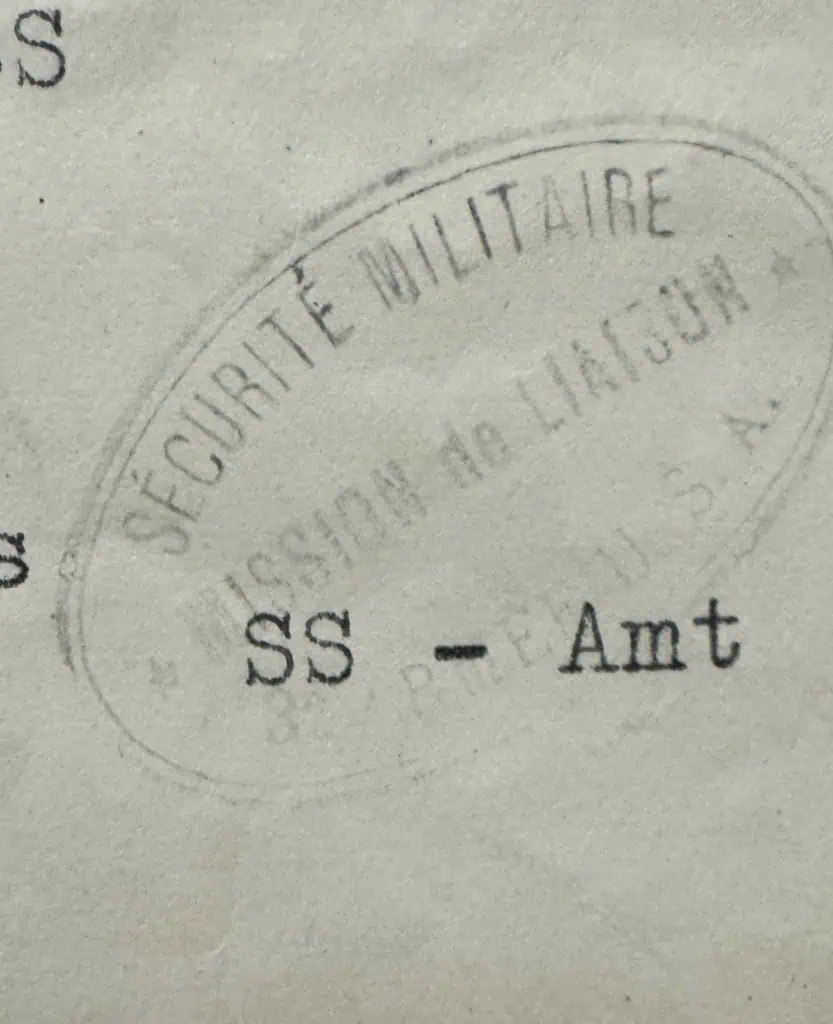 S
SÉCURITÉ MILITAIRE
MISSION de LIAISON
U. S. A.
SS - Amt